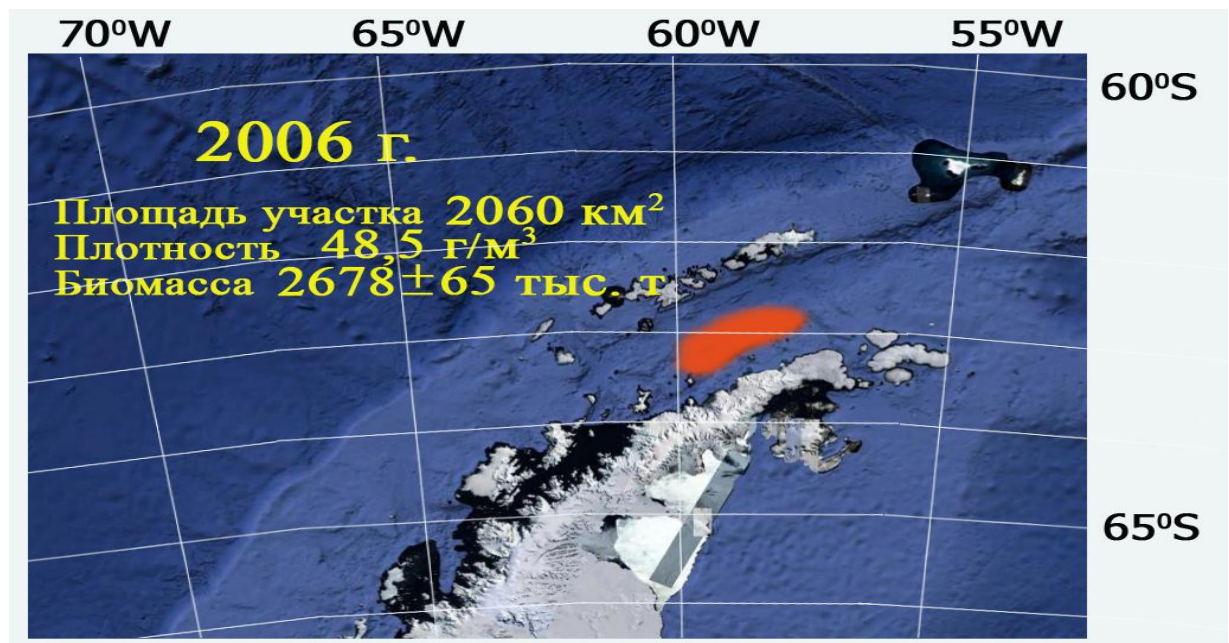 70⁰W 65⁰W 60⁰W 55⁰W
60⁰S
2006 г.
Площадь участка 2060 км²
Плотность 48,5 г/м³
Биомасса 2678±65 тыс. т
65⁰S